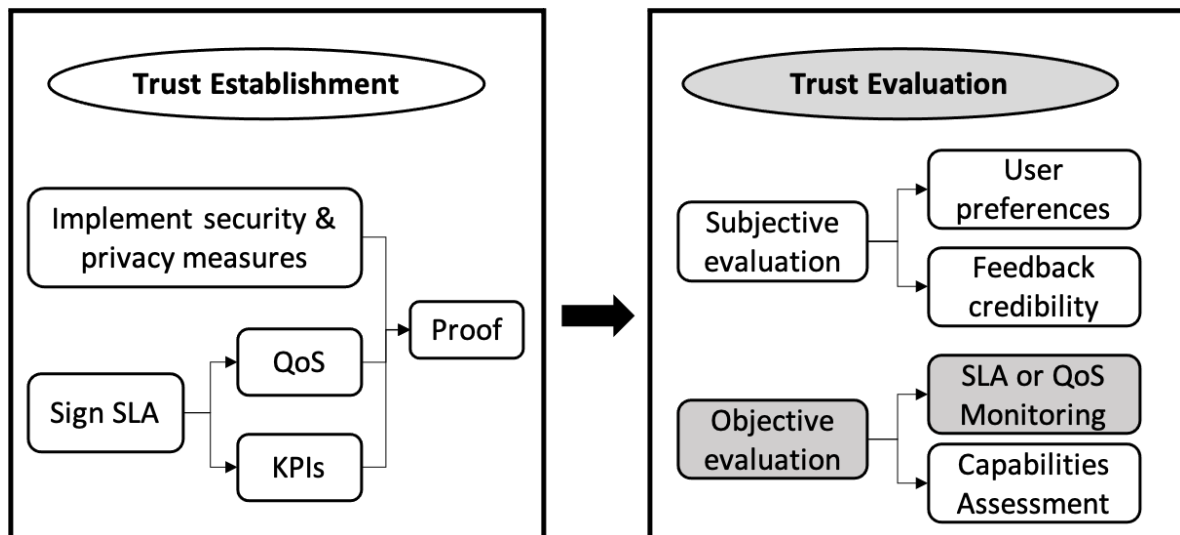 Trust Establishment
Implement security &
privacy measures
Sign SLA
QoS
KPIs
Proof
Trust Evaluation
Subjective
evaluation
User
preferences
Feedback
credibility
Objective
evaluation
SLA or QoS
Monitoring
Capabilities
Assessment